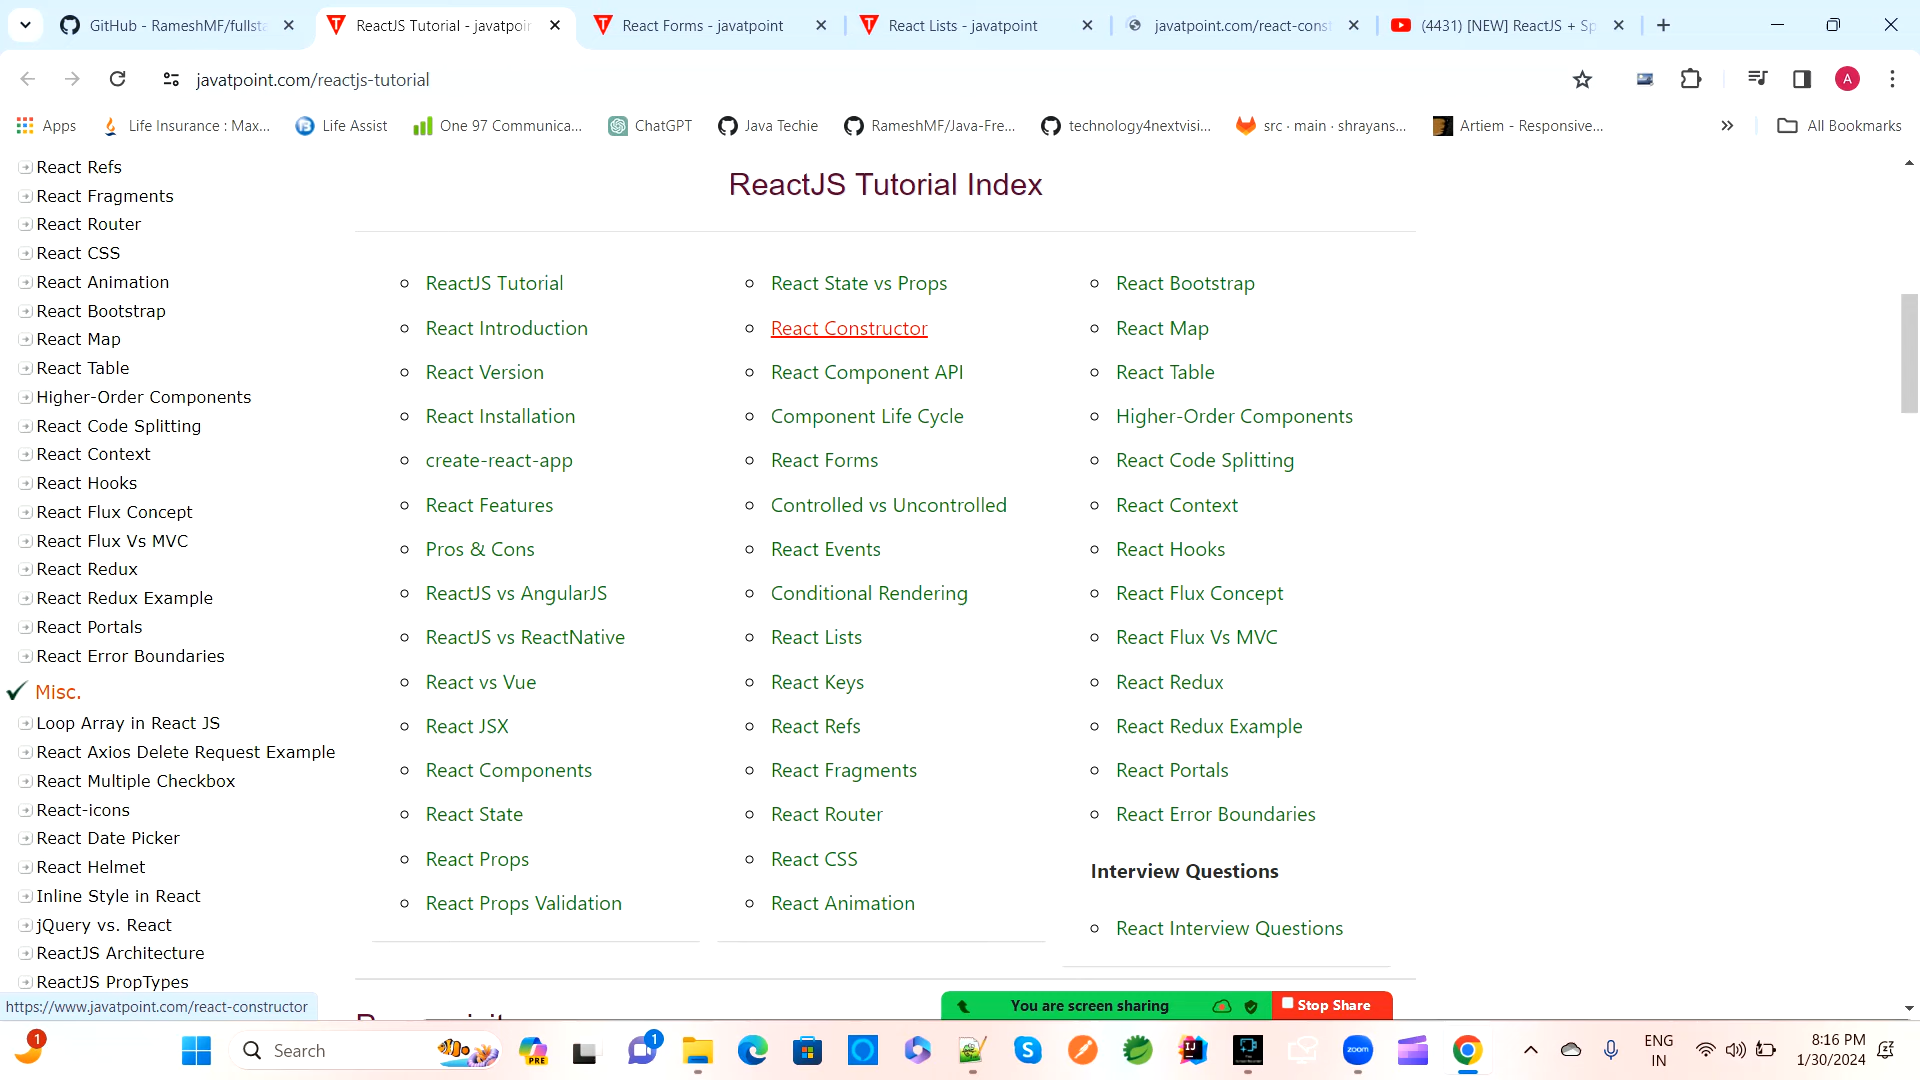 GitHub - RameshMF/fullsta
ReactJS Tutorial - javatpoin
React Forms - javatpoint
React Lists - javatpoint
javatpoint.com/react-const
(4431) [NEW] ReactJS + Sp
javatpoint.com/reactjs-tutorial
A
Apps
Life Insurance : Max...
Life Assist
One 97 Communica...
ChatGPT
Java Techie
RameshMF/Java-Fre...
technology4nextvisi...
src · main · shrayans...
Artiem - Responsive...
All Bookmarks
React Refs
React Fragments
React Router
React CSS
React Animation
React Bootstrap
React Map
React Table
Higher-Order Components
React Code Splitting
React Context
React Hooks
React Flux Concept
React Flux Vs MVC
React Redux
React Redux Example
React Portals
React Error Boundaries
Misc.
Loop Array in React JS
React Axios Delete Request Example
React Multiple Checkbox
React-icons
React Date Picker
React Helmet
Inline Style in React
jQuery vs. React
ReactJS Architecture
ReactJS PropTypes
https://www.javatpoint.com/react-constructor
ReactJS Tutorial Index
ReactJS Tutorial
React Introduction
React Version
React Installation
create-react-app
React Features
Pros & Cons
ReactJS vs AngularJS
ReactJS vs ReactNative
React vs Vue
React JSX
React Components
React State
React Props
React Props Validation
React State vs Props
React Constructor
React Component API
Component Life Cycle
React Forms
Controlled vs Uncontrolled
React Events
Conditional Rendering
React Lists
React Keys
React Refs
React Fragments
React Router
React CSS
React Animation
React Bootstrap
React Map
React Table
Higher-Order Components
React Code Splitting
React Context
React Hooks
React Flux Concept
React Flux Vs MVC
React Redux
React Redux Example
React Portals
React Error Boundaries
Interview Questions
React Interview Questions
You are screen sharing
Stop Share
1
Search
PRE
1
zoom
ENG
IN
8:16 PM
1/30/2024